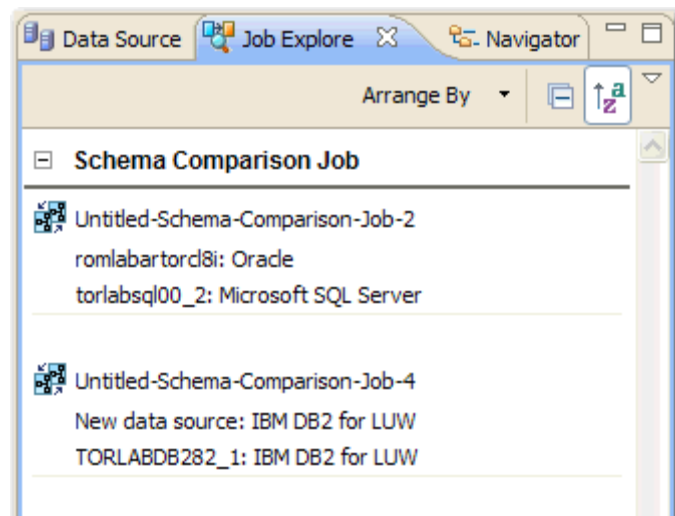 Data Source Job Explore Navigator
Arrange By
Schema Comparison Job
Untitled-Schema-Comparison-Job-2
romlabartorcl8i: Oracle
torlabsql00_2: Microsoft SQL Server
Untitled-Schema-Comparison-Job-4
New data source: IBM DB2 for LUW
TORLABDB282_1: IBM DB2 for LUW